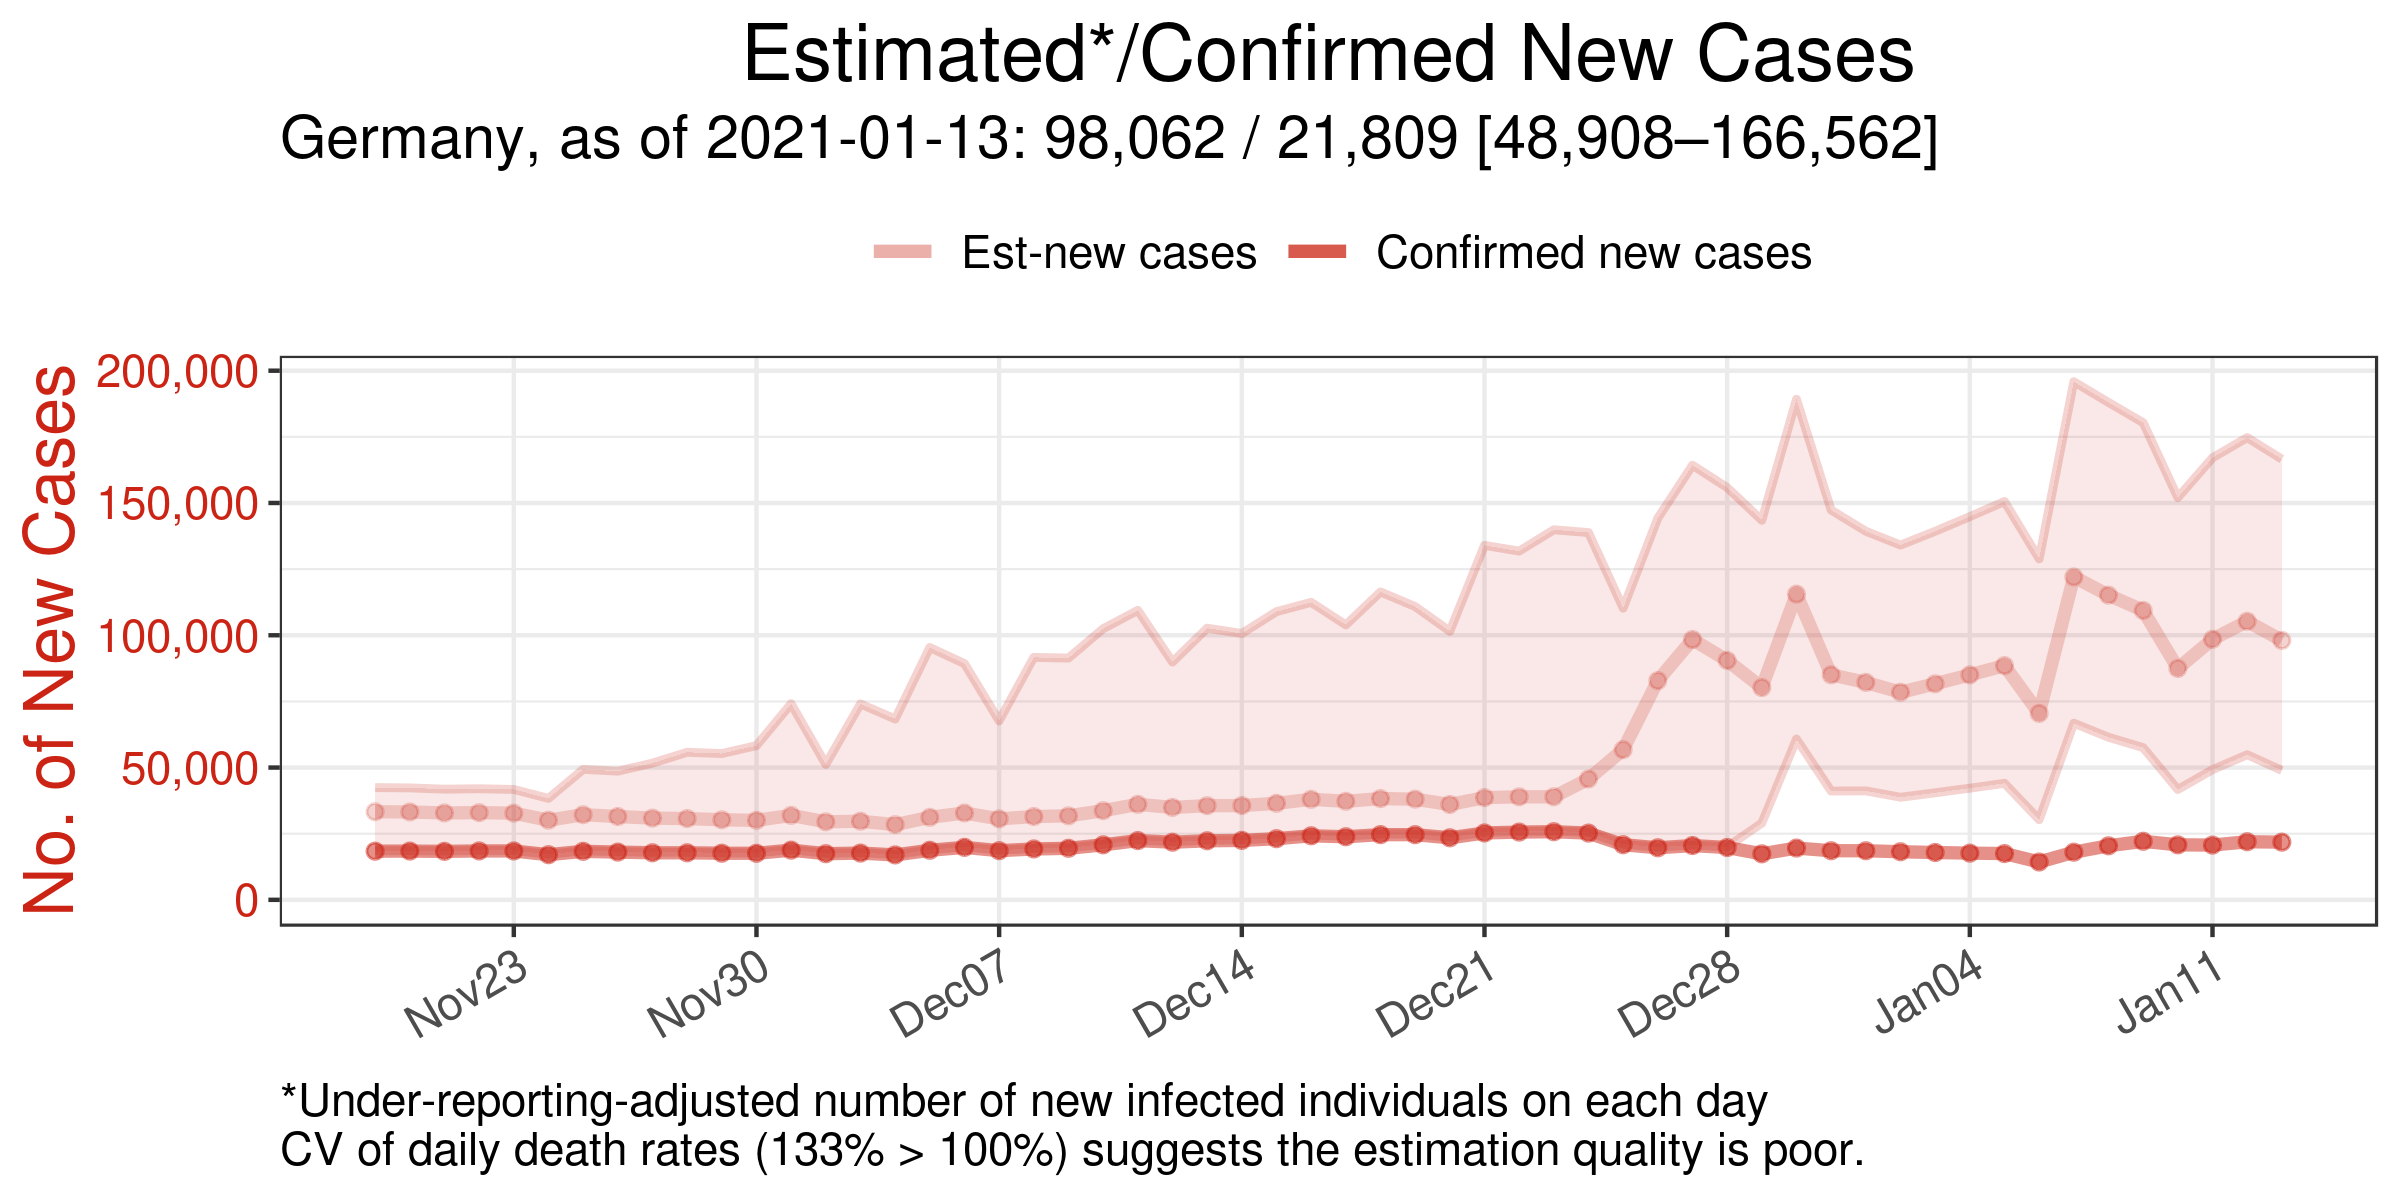 Estimated*/Confirmed New Cases
Germany, as of 2021-01-13: 98,062 / 21,809 [48,908–166,562]
Est-new cases
Confirmed new cases
No. of New Cases
200,000
150,000
100,000
50,000
0
Nov23
Nov30
Dec07
Dec14
Dec21
Dec28
Jan04
Jan11
*Under-reporting-adjusted number of new infected individuals on each day
CV of daily death rates (133% > 100%) suggests the estimation quality is poor.